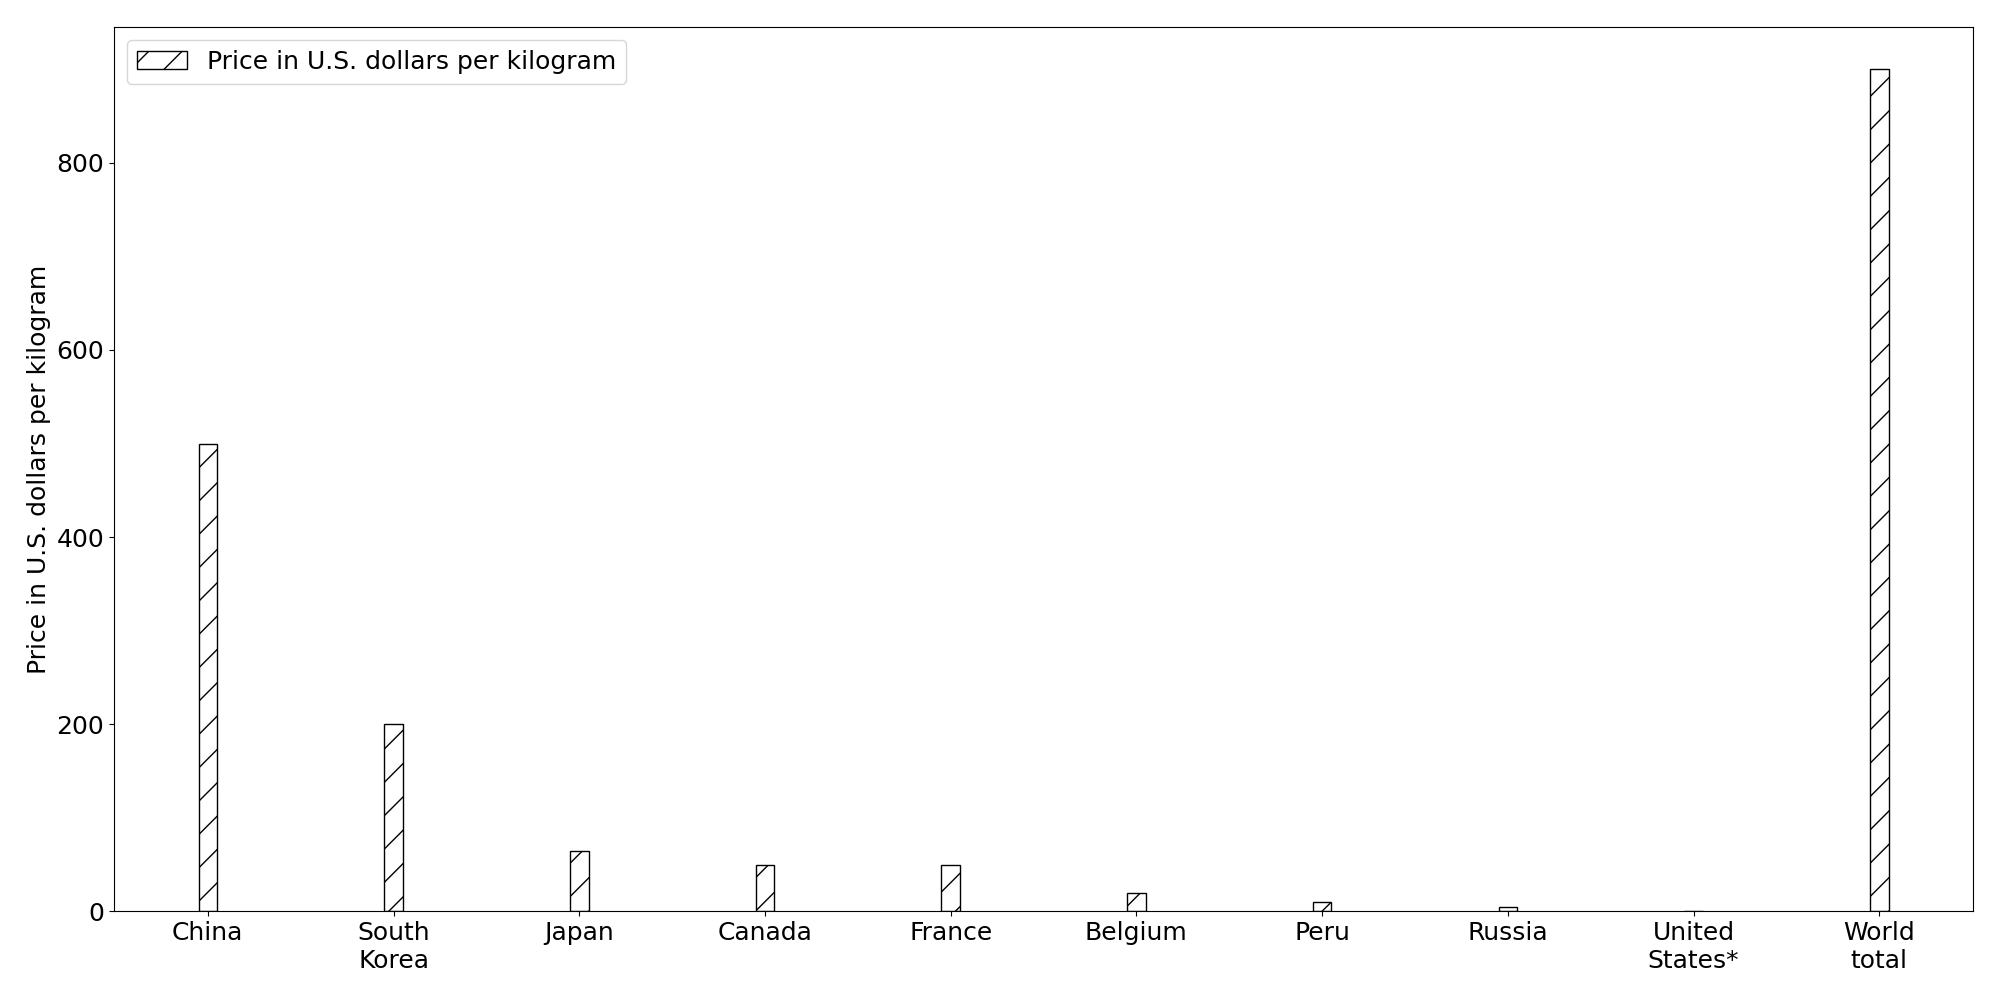 Price in U.S. dollars per kilogram
Price in U.S. dollars per kilogram
800
600
400
200
0
China
South
Korea
Japan
Canada
France
Belgium
Peru
Russia
United
States*
World
total